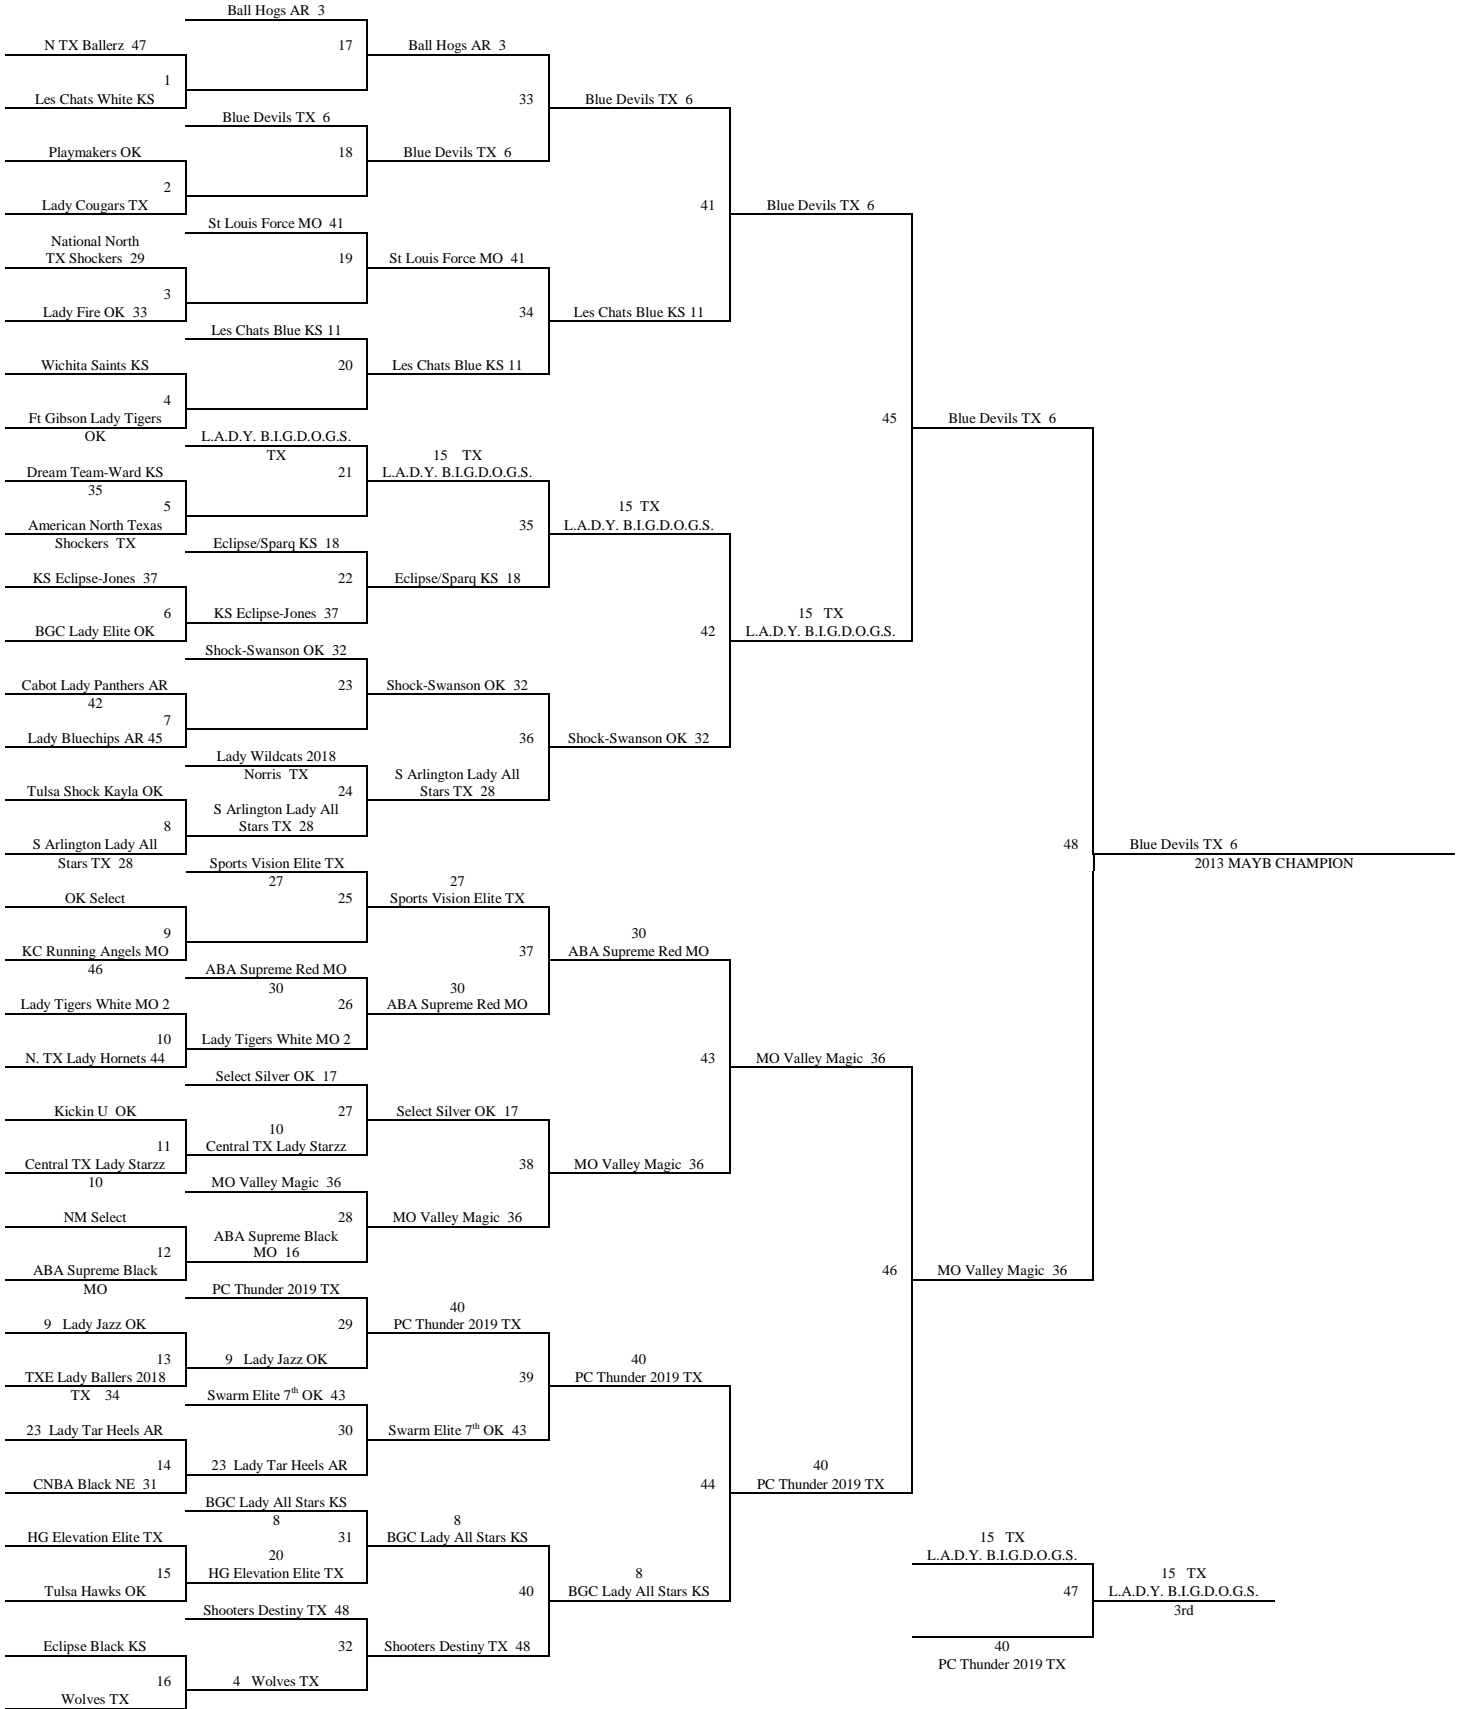 Ball Hogs AR 3
N TX Ballerz 47
17
Ball Hogs AR 3
1
Les Chats White KS
33
Blue Devils TX 6
Blue Devils TX 6
Playmakers OK
18
Blue Devils TX 6
2
Lady Cougars TX
41
Blue Devils TX 6
St Louis Force MO 41
National North
TX Shockers 29
19
St Louis Force MO 41
3
Lady Fire OK 33
34
Les Chats Blue KS 11
Les Chats Blue KS 11
Wichita Saints KS
20
Les Chats Blue KS 11
4
Ft Gibson Lady Tigers
OK
45
Blue Devils TX 6
L.A.D.Y. B.I.G.D.O.G.S.
TX
15 TX
Dream Team-Ward KS
35
21
L.A.D.Y. B.I.G.D.O.G.S.
5
American North Texas
Shockers TX
35
15 TX
L.A.D.Y. B.I.G.D.O.G.S.
Eclipse/Sparq KS 18
KS Eclipse-Jones 37
22
Eclipse/Sparq KS 18
6
KS Eclipse-Jones 37
BGC Lady Elite OK
42
15 TX
L.A.D.Y. B.I.G.D.O.G.S.
Shock-Swanson OK 32
Cabot Lady Panthers AR
42
23
Shock-Swanson OK 32
7
Lady Bluechips AR 45
36
Shock-Swanson OK 32
Lady Wildcats 2018
Norris TX
S Arlington Lady All
Stars TX 28
Tulsa Shock Kayla OK
24
8
S Arlington Lady All
Stars TX 28
S Arlington Lady All
Stars TX 28
48
Blue Devils TX 6
2013 MAYB CHAMPION
Sports Vision Elite TX
27
27
Sports Vision Elite TX
OK Select
25
9
KC Running Angels MO
46
37
30
ABA Supreme Red MO
ABA Supreme Red MO
30
30
ABA Supreme Red MO
Lady Tigers White MO 2
26
10
Lady Tigers White MO 2
N. TX Lady Hornets 44
43
MO Valley Magic 36
Select Silver OK 17
Kickin U OK
27
Select Silver OK 17
11
10
Central TX Lady Starzz
Central TX Lady Starzz
10
38
MO Valley Magic 36
MO Valley Magic 36
NM Select
28
MO Valley Magic 36
12
ABA Supreme Black
MO 16
ABA Supreme Black
MO
46
MO Valley Magic 36
PC Thunder 2019 TX
40
PC Thunder 2019 TX
9 Lady Jazz OK
29
13
9 Lady Jazz OK
TXE Lady Ballers 2018
TX 34
39
40
PC Thunder 2019 TX
Swarm Elite 7th OK 43
23 Lady Tar Heels AR
30
Swarm Elite 7th OK 43
14
23 Lady Tar Heels AR
CNBA Black NE 31
44
40
PC Thunder 2019 TX
BGC Lady All Stars KS
8
8
BGC Lady All Stars KS
HG Elevation Elite TX
31
15
20
HG Elevation Elite TX
Tulsa Hawks OK
40
8
BGC Lady All Stars KS
15 TX
L.A.D.Y. B.I.G.D.O.G.S.
47
15 TX
L.A.D.Y. B.I.G.D.O.G.S.
3rd
Shooters Destiny TX 48
Eclipse Black KS
32
Shooters Destiny TX 48
40
PC Thunder 2019 TX
16
4 Wolves TX
Wolves TX